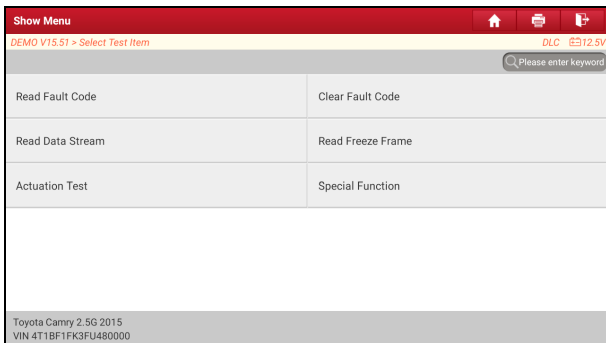 Show Menu
DEMO V15.51 > Select Test Item
DLC 12.5V
Please enter keyword
Read Fault Code
Clear Fault Code
Read Data Stream
Read Freeze Frame
Actuation Test
Special Function
Toyota Camry 2.5G 2015
VIN 4T1BF1FK3FU480000